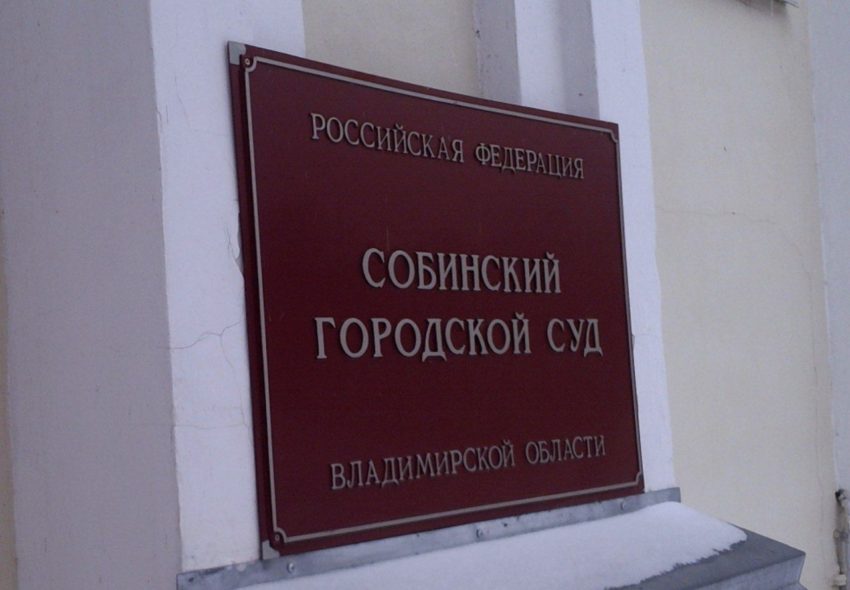 РОССИЙСКАЯ ФЕДЕРАЦИЯ
СОБИНСКИЙ
ГОРОДСКОЙ СУД
ВЛАДИМИРСКОЙ ОБЛАСТИ